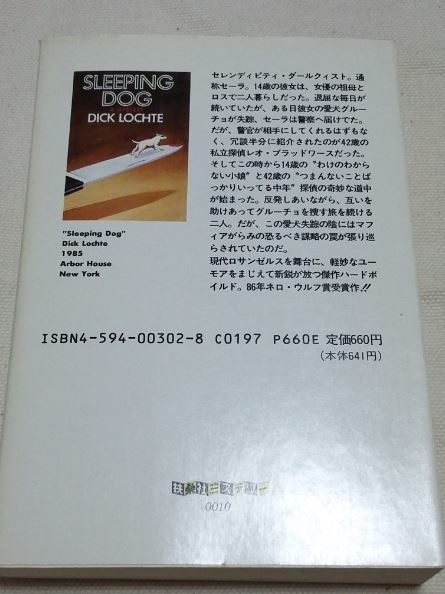 SLEEPING
DOG
A MYSTERY
DICK LOCHTE
"Sleeping Dog"
Dick Lochte
1985
Arbor House
New York
セレンディピティ・ダールクィスト。通
称セーラ。14歳の彼女は、女優の祖母と
ロスで二人暮らしだった。退屈な毎日が
続いていたが、ある日彼女の愛犬グルー
チョが失踪、セーラは警察へ届けでた。
だが、警官が相手にしてくれるはずもな
く、冗談半分に紹介されたのが42歳の
私立探偵レオ・ブラッドワースだった。
そしてこの時から14歳の"わけのわから
ない小娘"と42歳の"つまんないことば
っかりいってる中年"探偵の奇妙な道中
が始まった。反発しあいながら、互いを
助けあってグルーチョを捜す旅を続ける
二人。だが、この愛犬失踪の陰にはマフ
ィアがらみの恐るべき謀略の罠が張り巡
らされていたのだ。
現代ロサンゼルスを舞台に、軽妙なユー
モアをまじえて新鋭が放つ傑作ハードボ
イルド。86年ネロ・ウルフ賞受賞作!!
ISBN4-594-00302-8 C0197 P660E 定価660円
(本体641円)
扶桑社ミステリー
0010